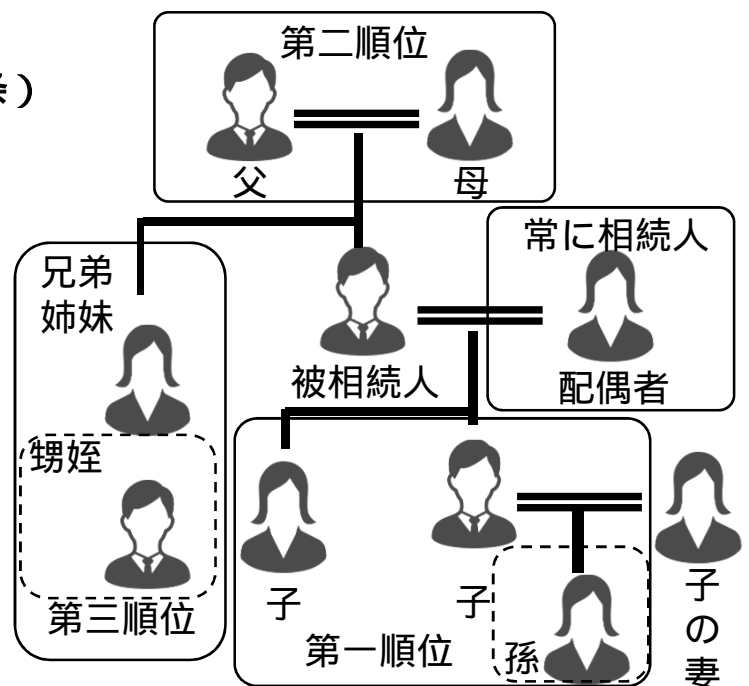 第二順位
条）
父
母
常に相続人
兄弟
姉妹
被相続人
配偶者
甥姪
子
子
子の妻
第三順位
第一順位
孫